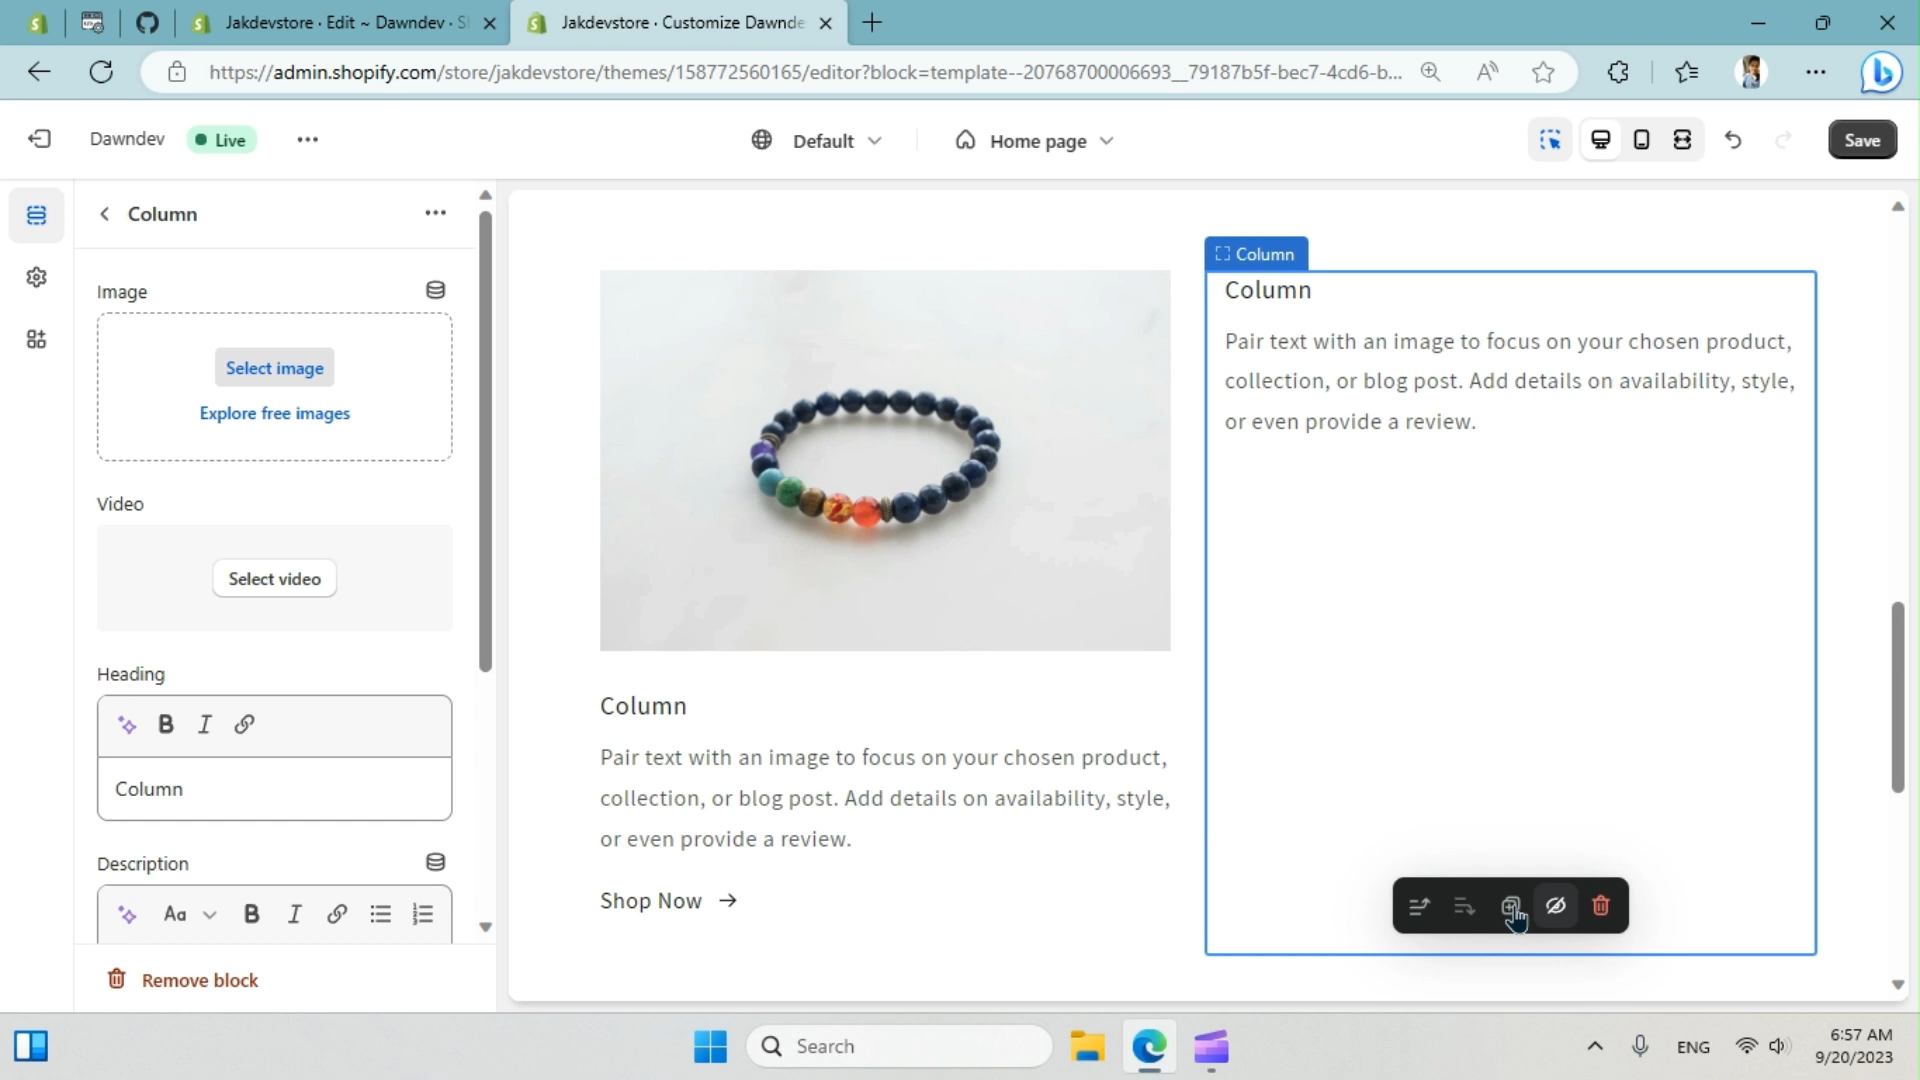 Jakdevstore · Edit ~ Dawndev · S
Jakdevstore · Customize Dawnde
https://admin.shopify.com/store/jakdevstore/themes/158772560165/editor?block=template--20768700006693__79187b5f-bec7-4cd6-b...
Dawndev
Live
Default
Home page
Save
Column
Image
Select image
Explore free images
Video
Select video
Heading
B I
Column
Description
Aa B I
Remove block
Column
Pair text with an image to focus on your chosen product,
collection, or blog post. Add details on availability, style,
or even provide a review.
Shop Now →
Column
Column
Pair text with an image to focus on your chosen product,
collection, or blog post. Add details on availability, style,
or even provide a review.
Search
ENG
6:57 AM
9/20/2023